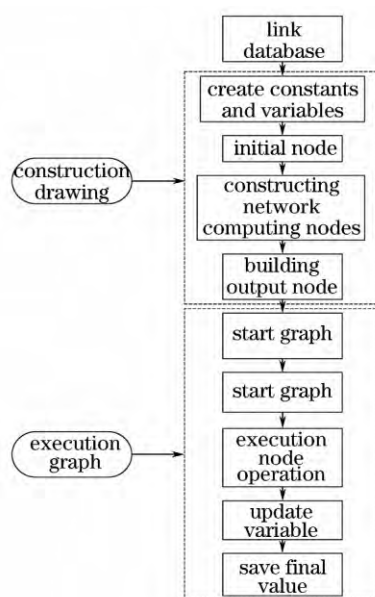 link
database
create constants
and variables
initial node
construction
drawing
constructing
network
computing nodes
building
output node
start graph
start graph
execution
graph
execution
node
operation
update
variable
save final
value